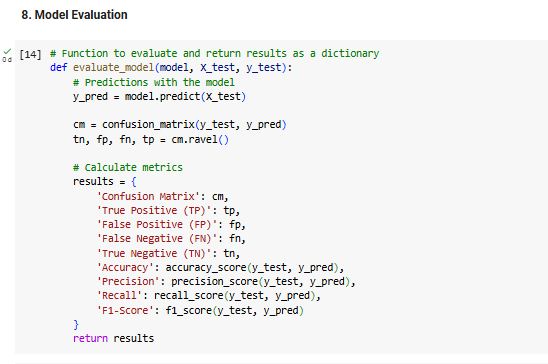 8. Model Evaluation
[14] # Function to evaluate and return results as a dictionary
0 d def evaluate_model(model, X_test, y_test):
# Predictions with the model
y_pred = model.predict(X_test)
cm = confusion_matrix(y_test, y_pred)
tn, fp, fn, tp = cm.ravel()
# Calculate metrics
results = {
'Confusion Matrix': cm,
'True Positive (TP)': tp,
'False Positive (FP)': fp,
'False Negative (FN)': fn,
'True Negative (TN)': tn,
'Accuracy': accuracy_score(y_test, y_pred),
'Precision': precision_score(y_test, y_pred),
'Recall': recall_score(y_test, y_pred),
'F1-Score': f1_score(y_test, y_pred)
}
return results